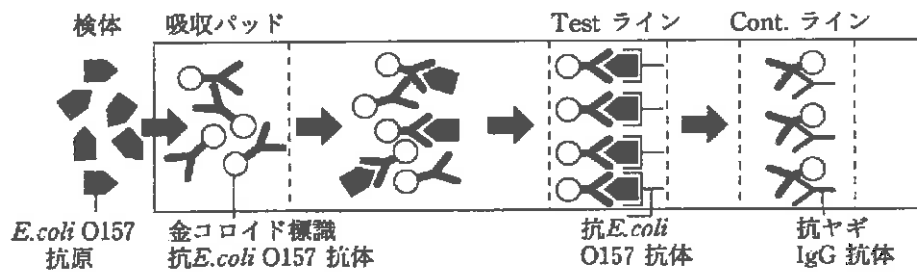 検体
吸収パッド
Test ライン
Cont. ライン
E.coli O157
抗原
金コロイド標識
抗E.coli O157 抗体
抗E.coli
O157 抗体
抗ヤギ
IgG 抗体